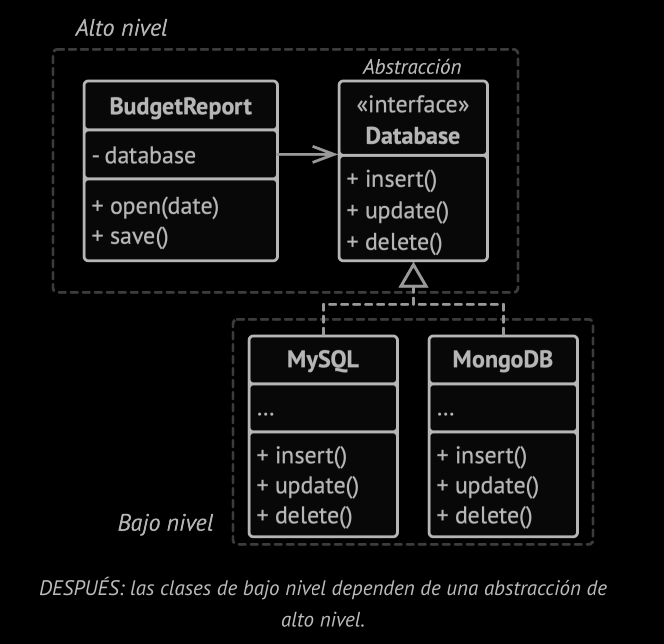 Alto nivel
Abstracción
BudgetReport
- database
+ open(date)
+ save()
«interface»
Database
+ insert()
+ update()
+ delete()
MySQL
...
+ insert()
+ update()
+ delete()
MongoDB
...
+ insert()
+ update()
+ delete()
Bajo nivel
DESPUÉS: las clases de bajo nivel dependen de una abstracción de
alto nivel.